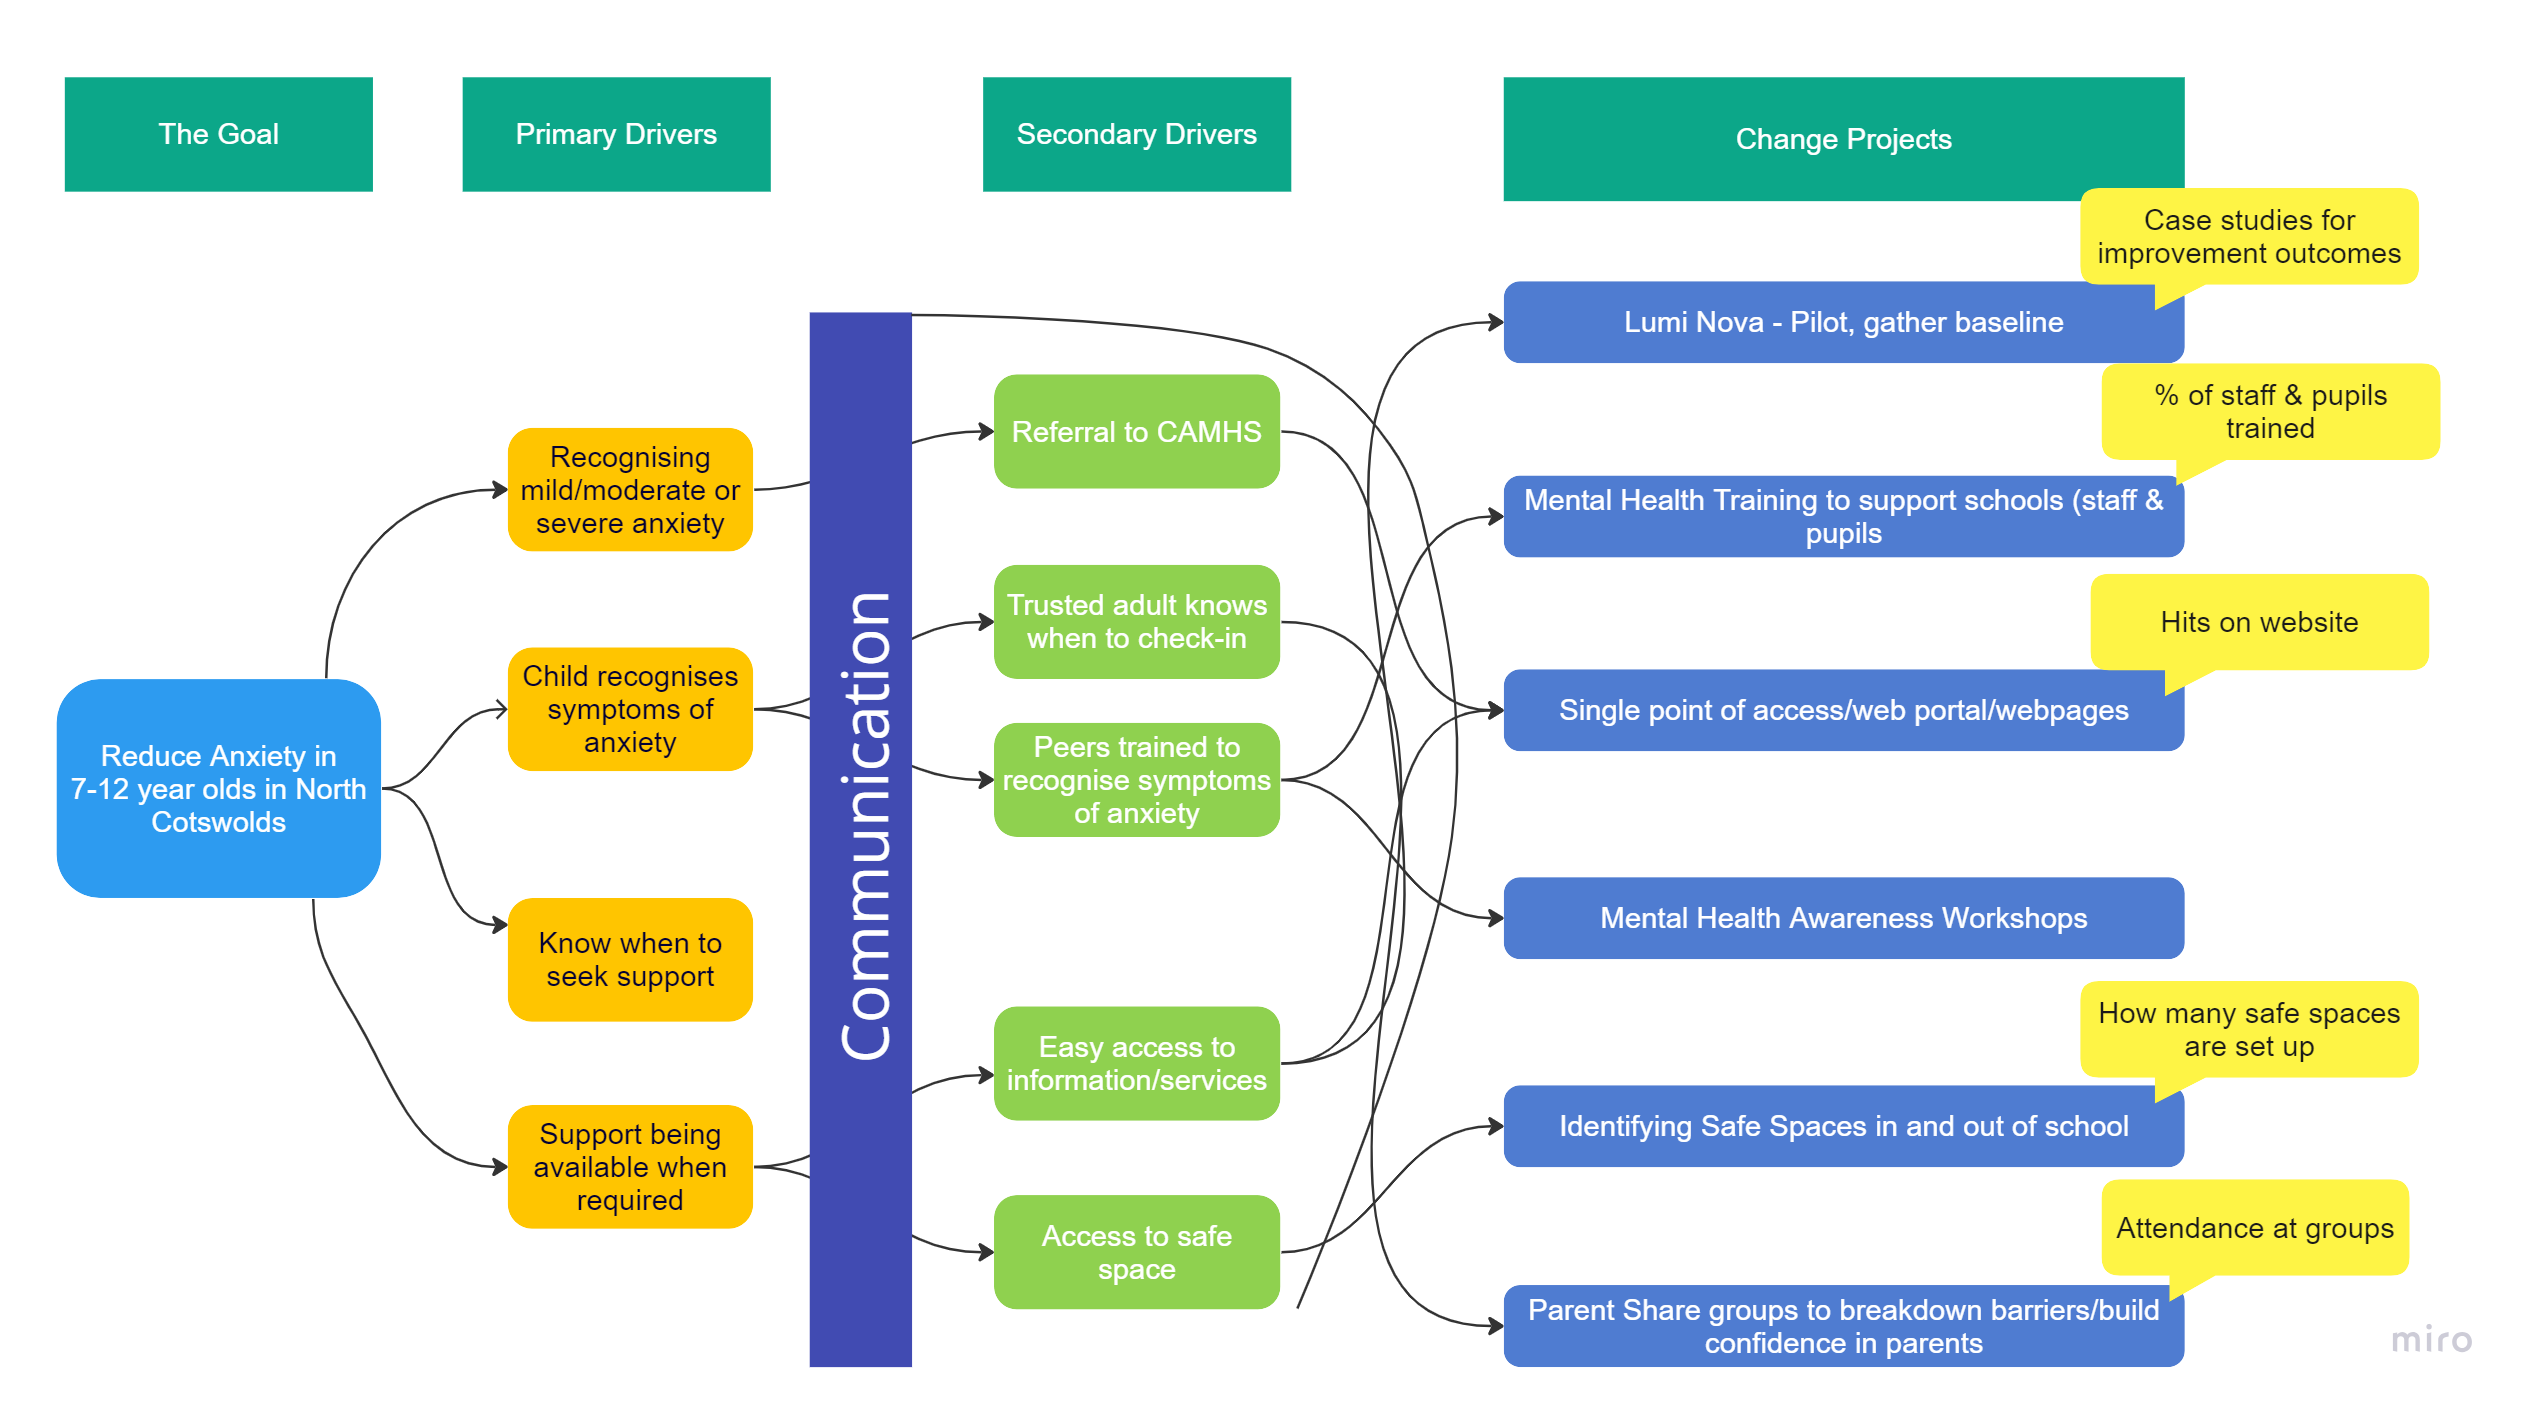 The Goal
Primary Drivers
Secondary Drivers
Change Projects
Reduce Anxiety in
7-12 year olds in North
Cotswolds
Recognising
mild/moderate or
severe anxiety
Child recognises
symptoms of
anxiety
Know when to
seek support
Support being
available when
required
Communication
Referral to CAMHS
Trusted adult knows
when to check-in
Peers trained to
recognise symptoms
of anxiety
Easy access to
information/services
Access to safe
space
Case studies for
improvement outcomes
Lumi Nova - Pilot, gather baseline
% of staff & pupils
trained
Mental Health Training to support schools (staff &
pupils
Hits on website
Single point of access/web portal/webpages
Mental Health Awareness Workshops
How many safe spaces
are set up
Identifying Safe Spaces in and out of school
Attendance at groups
Parent Share groups to breakdown barriers/build
confidence in parents
miro